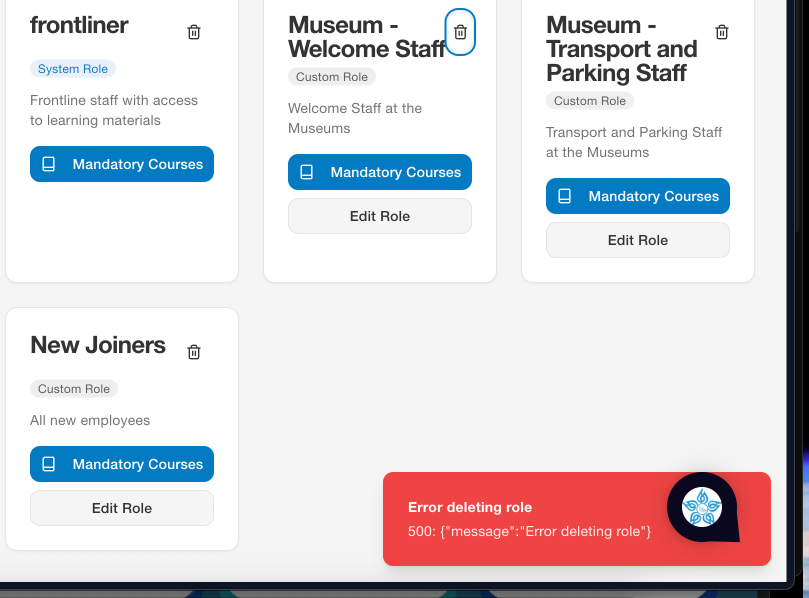 frontliner
System Role
Frontline staff with access
to learning materials
Mandatory Courses
Museum -
Welcome Staff
Custom Role
Welcome Staff at the
Museums
Mandatory Courses
Edit Role
Museum -
Transport and
Parking Staff
Custom Role
Transport and Parking Staff
at the Museums
Mandatory Courses
Edit Role
New Joiners
Custom Role
All new employees
Mandatory Courses
Edit Role
Error deleting role
500: {"message":"Error deleting role"}